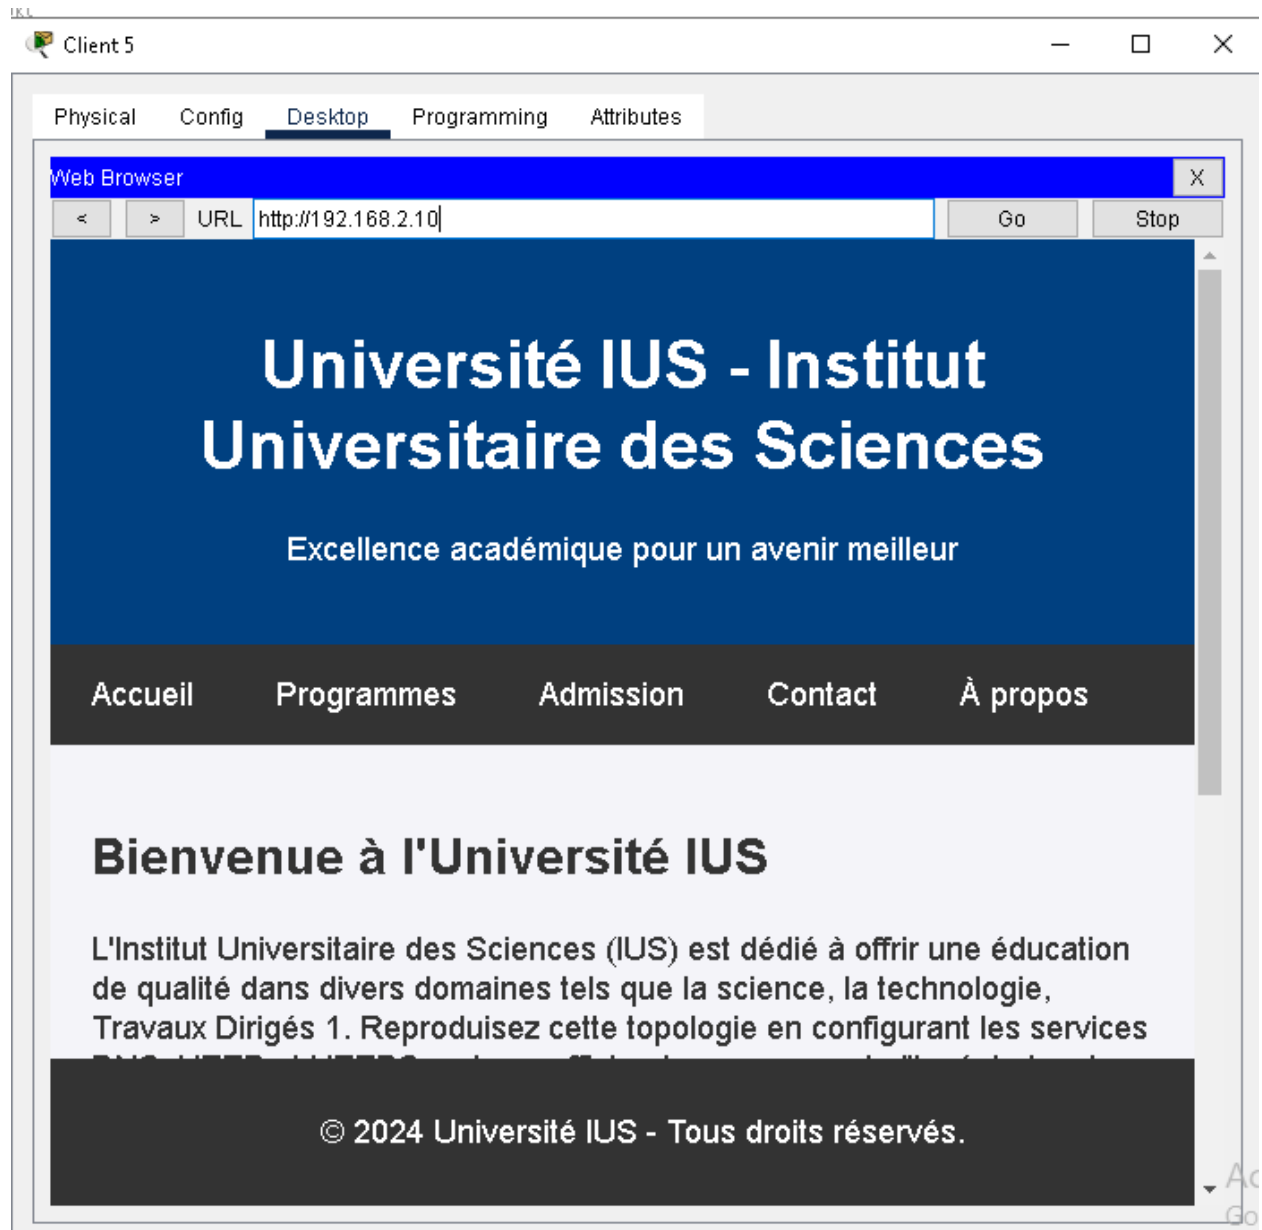 Client 5
Physical Config Desktop Programming Attributes
Web Browser X
< > URL http://192.168.2.10 Go Stop
Université IUS - Institut
Universitaire des Sciences
Excellence académique pour un avenir meilleur
Accueil Programmes Admission Contact À propos
Bienvenue à l'Université IUS
L'Institut Universitaire des Sciences (IUS) est dédié à offrir une éducation
de qualité dans divers domaines tels que la science, la technologie,
Travaux Dirigés 1. Reproduisez cette topologie en configurant les services
© 2024 Université IUS - Tous droits réservés.